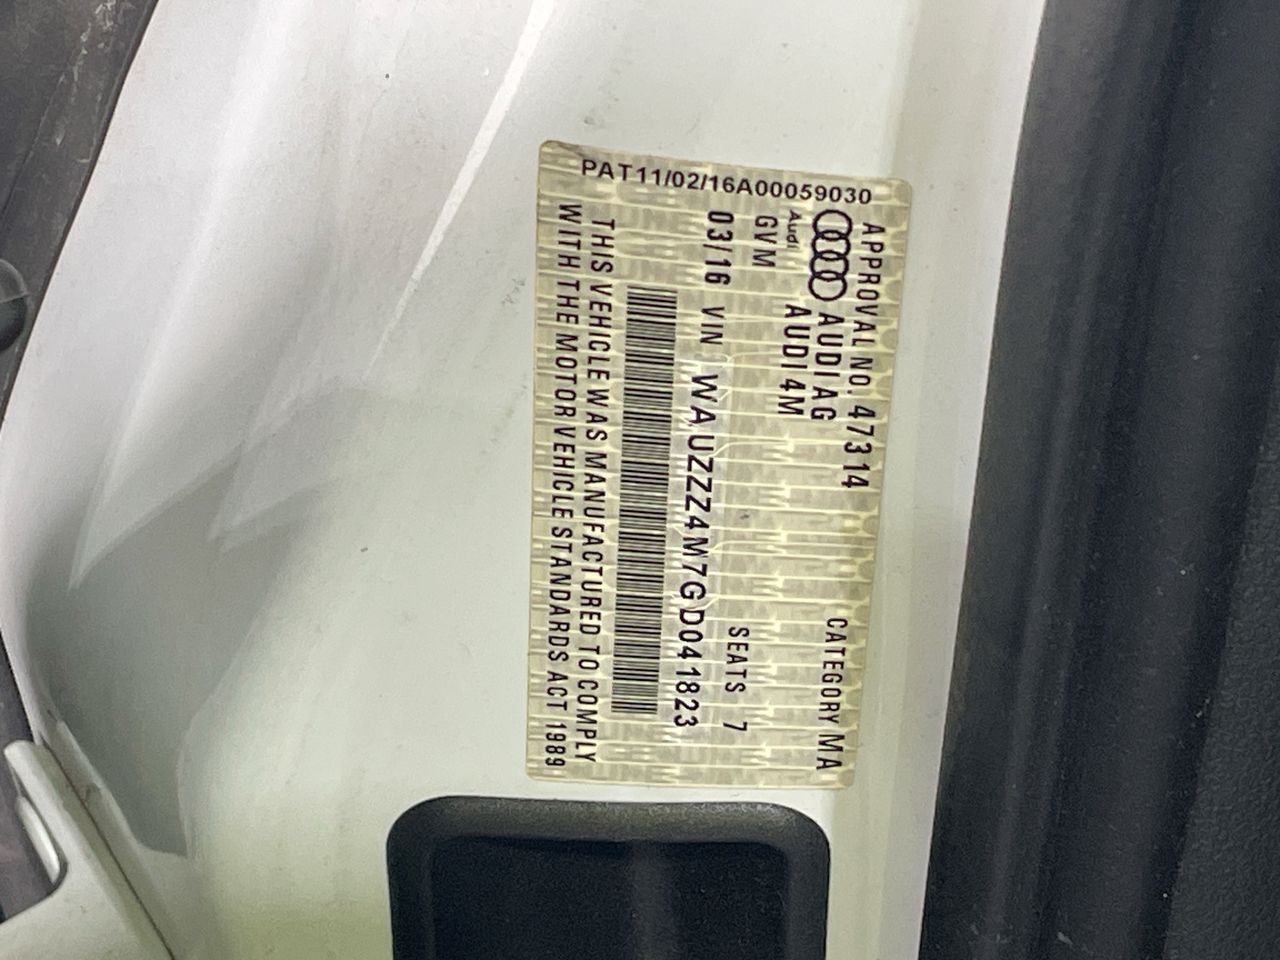 PAT11/02/16A00059030
APPROVAL NO. 47314
CATEGORY MA
AUDI AG
Audi
AUDI 4M
GVM
SEATS 7
03/16 VIN WAUZZZ4M7GD041823
THIS VEHICLE WAS MANUFACTURED TO COMPLY
WITH THE MOTOR VEHICLE STANDARDS ACT 1989